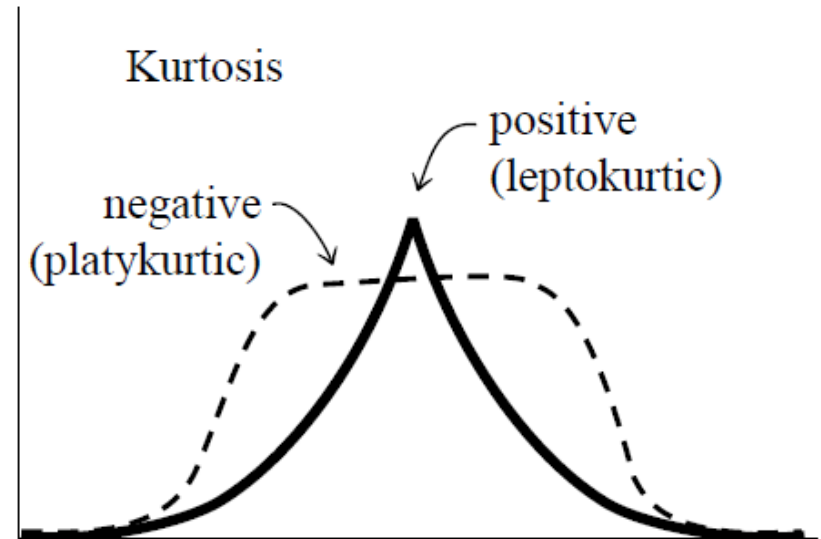 Kurtosis
positive
(leptokurtic)
negative
(platykurtic)